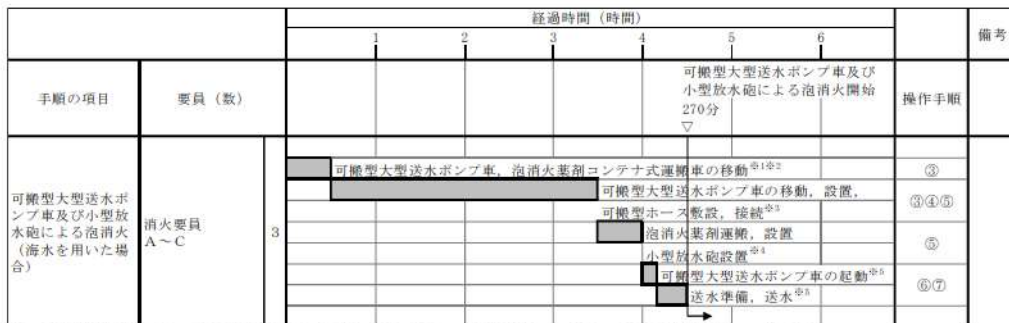 経過時間（時間）
備考
1 2 3 4 5 6
手順の項目
要員（数）
可搬型大型送水ポンプ車及び
小型放水砲による泡消火開始
270分
▽
操作手順
可搬型大型送水ポ
ンプ車及び小型放
水砲による泡消火
（海水を用いた場
合）
消火要員
A～C
3
可搬型大型送水ポンプ車，泡消火薬剤コンテナ式運搬車の移動※1※2
③
可搬型大型送水ポンプ車の移動，設置，
可搬型ホース敷設，接続※3
③④⑤
泡消火薬剤運搬，設置
小型放水砲設置※4
⑤
可搬型大型送水ポンプ車の起動※5
送水準備，送水※5
⑥⑦